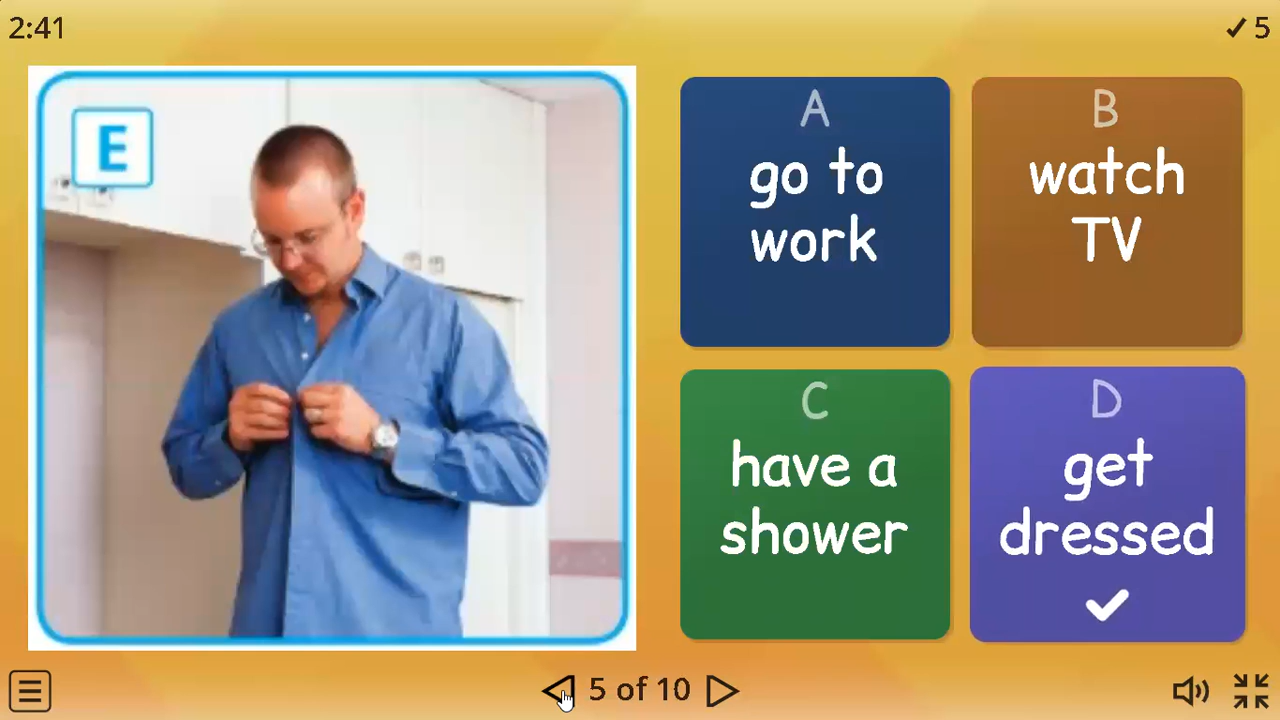 2:41
✓ 5
E
A
go to
work
B
watch
TV
C
have a
shower
D
get
dressed
5 of 10